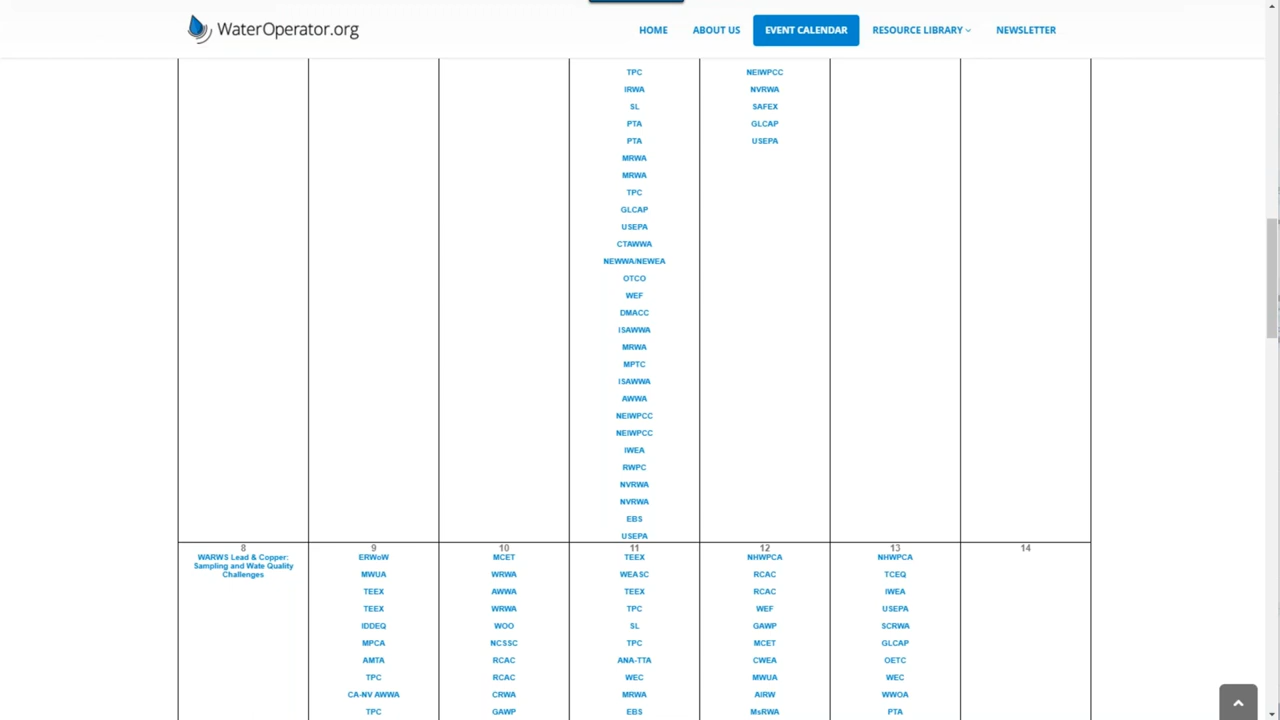 WaterOperator.org
HOME
ABOUT US
EVENT CALENDAR
RESOURCE LIBRARY
NEWSLETTER
TPC
IRWA
SL
PTA
PTA
MRWA
MRWA
TPC
GLCAP
USEPA
CTAWWA
NEWWA/NEWEA
OTCO
WEF
DMACC
ISAWWA
MRWA
MPTC
ISAWWA
AWWA
NEIWPCC
NEIWPCC
IWEA
RWPC
NVRWA
NVRWA
EBS
USEPA
NEIWPCC
NVRWA
SAFEX
GLCAP
USEPA
8
WARWS Lead & Copper:
Sampling and Wate Quality
Challenges
9
ERWoW
MWUA
TEEX
TEEX
IDDEQ
MPCA
AMTA
TPC
CA-NV AWWA
TPC
10
MCET
WRWA
AWWA
WRWA
WOO
NCSSC
RCAC
RCAC
CRWA
GAWP
11
TEEX
WEASC
TEEX
TPC
SL
TPC
ANA-TTA
WEC
MRWA
EBS
12
NHWPCA
RCAC
RCAC
WEF
GAWP
MCET
CWEA
MWUA
AIRW
MsRWA
13
NHWPCA
TCEQ
IWEA
USEPA
SCRWA
GLCAP
OETC
WEC
WWOA
PTA
14